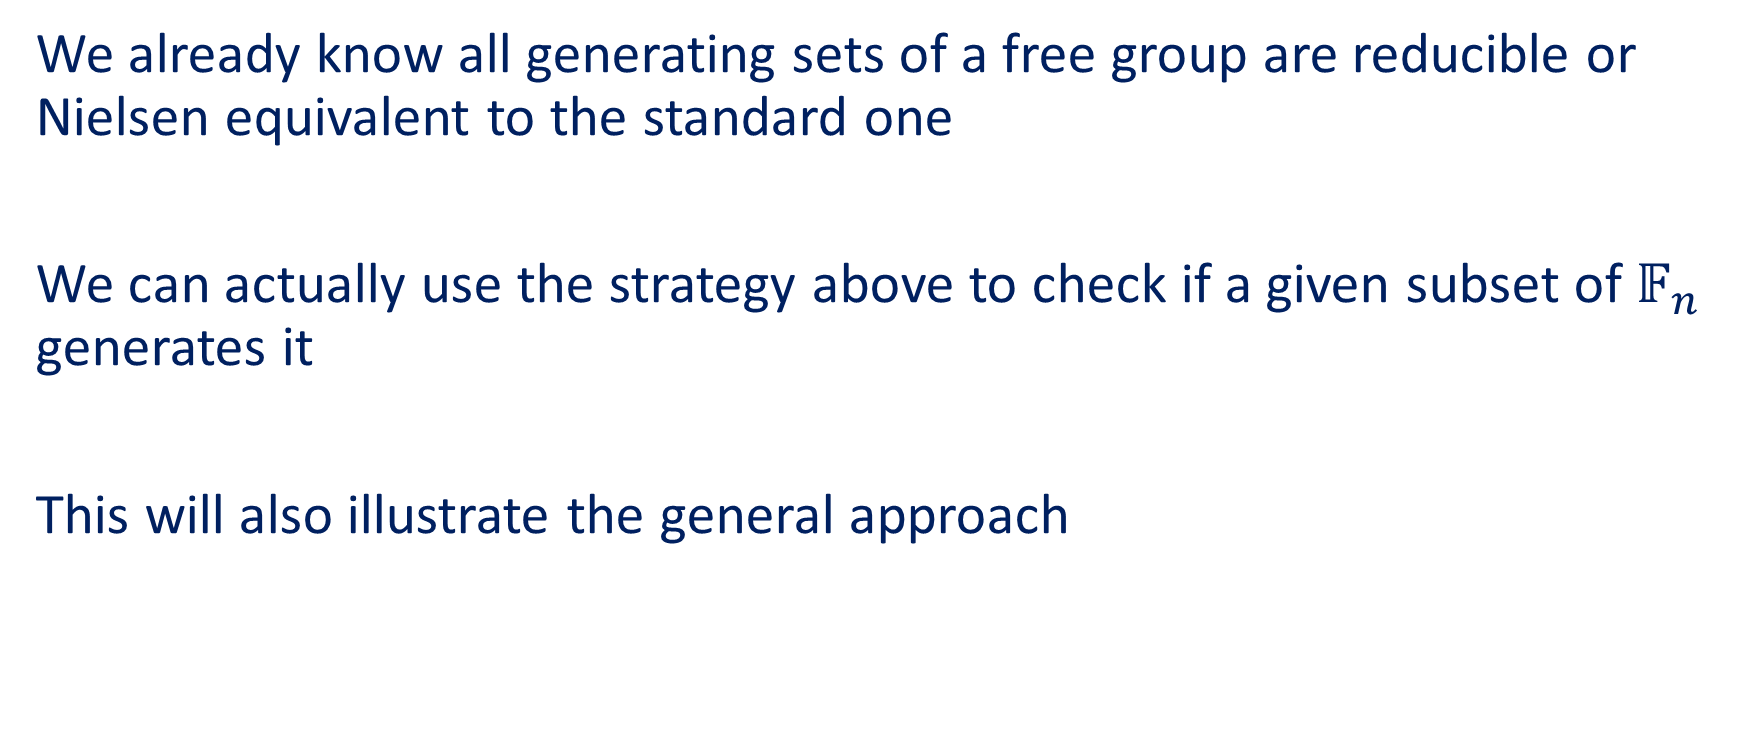 We already know all generating sets of a free group are reducible or
Nielsen equivalent to the standard one
We can actually use the strategy above to check if a given subset of 𝔽ₙ
generates it
This will also illustrate the general approach